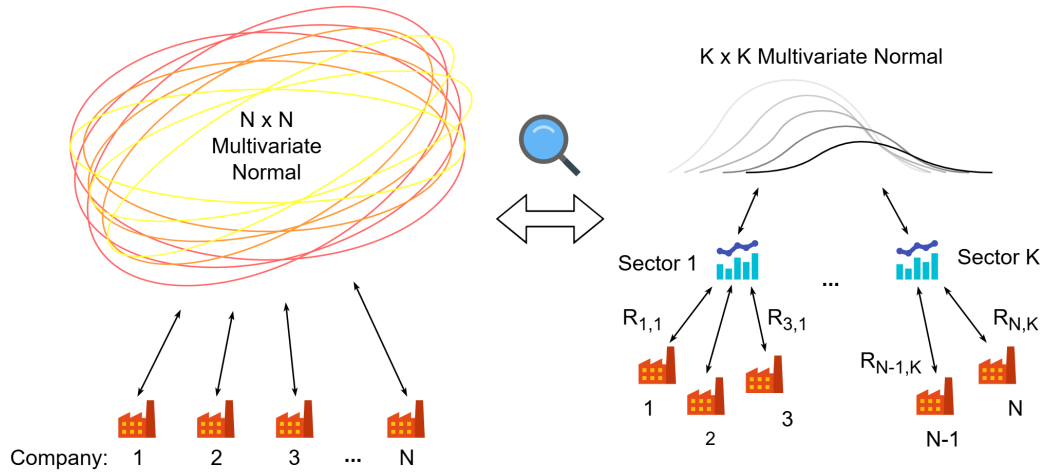 N x N
Multivariate
Normal
Company:
1
2
3
...
N
K x K Multivariate Normal
Sector 1
...
Sector K
R1,1
R3,1
RN-1,K
RN,K
1
2
3
N-1
N